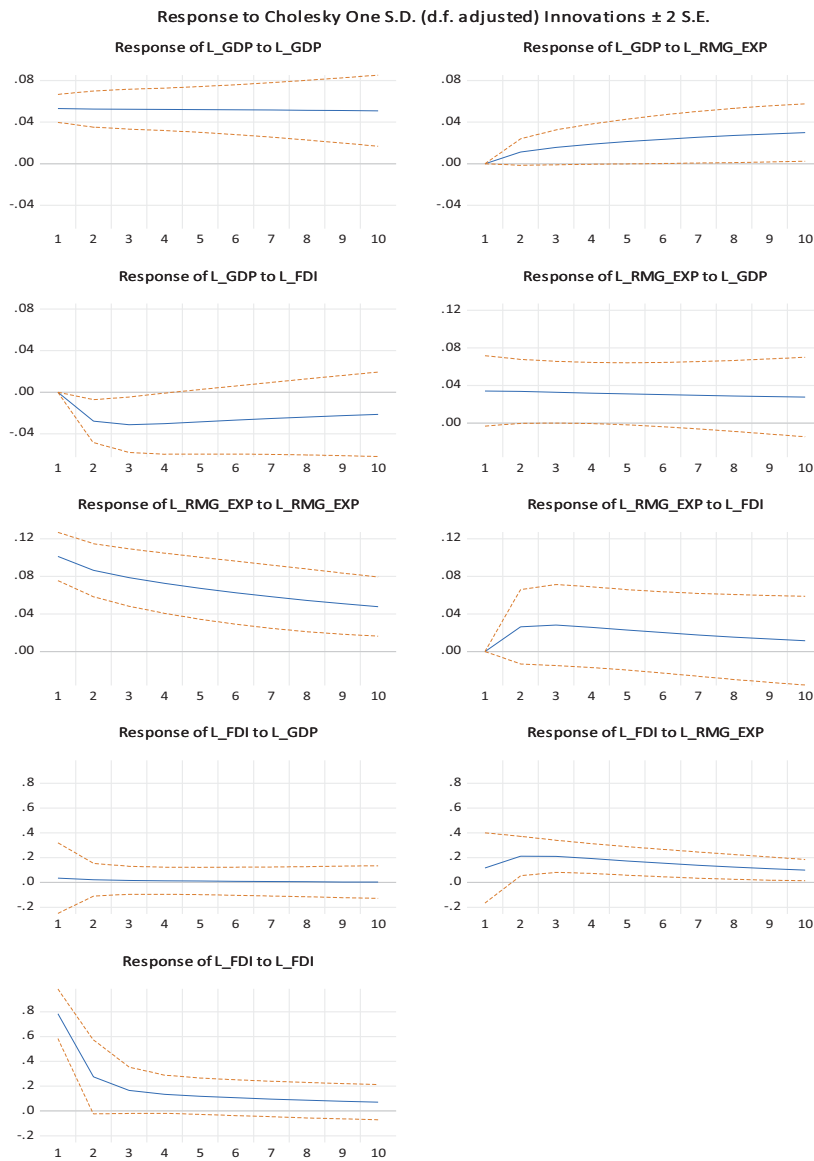 Response to Cholesky One S.D. (d.f. adjusted) Innovations ± 2 S.E.
Response of L_GDP to L_GDP
.08
.04
.00
-.04
1 2 3 4 5 6 7 8 9 10
Response of L_GDP to L_RMG_EXP
.08
.04
.00
-.04
1 2 3 4 5 6 7 8 9 10
Response of L_GDP to L_FDI
.08
.04
.00
-.04
1 2 3 4 5 6 7 8 9 10
Response of L_RMG_EXP to L_GDP
.12
.08
.04
.00
1 2 3 4 5 6 7 8 9 10
Response of L_RMG_EXP to L_RMG_EXP
.12
.08
.04
.00
1 2 3 4 5 6 7 8 9 10
Response of L_RMG_EXP to L_FDI
.12
.08
.04
.00
1 2 3 4 5 6 7 8 9 10
Response of L_FDI to L_GDP
.8
.6
.4
.2
.0
-.2
1 2 3 4 5 6 7 8 9 10
Response of L_FDI to L_RMG_EXP
.8
.6
.4
.2
.0
-.2
1 2 3 4 5 6 7 8 9 10
Response of L_FDI to L_FDI
.8
.6
.4
.2
.0
-.2
1 2 3 4 5 6 7 8 9 10